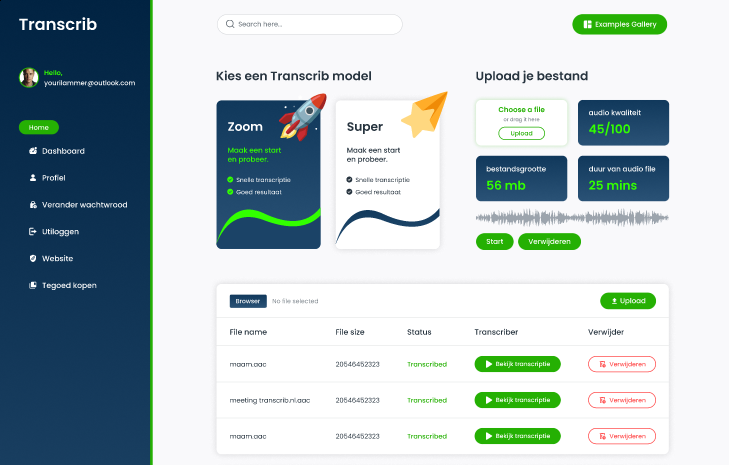 Transcrib
Search here...
Examples Gallery
Hello,
yourilammer@outlook.com
Home
Dashboard
Profiel
Verander wachtwrood
Utiloggen
Website
Tegoed kopen
Kies een Transcrib model
Zoom
Maak een start
en probeer.
Snelle transcriptie
Goed resultaat
Super
Maak een start
en probeer.
Snelle transcriptie
Goed resultaat
Upload je bestand
Choose a file
or drag it here
Upload
audio kwaliteit
45/100
bestandsgrootte
56 mb
duur van audio file
25 mins
Start
Verwijderen
Browser
No file selected
Upload
File name File size Status Transcriber Verwijder
maam.aac 20546452323 Transcribed Bekijk transcriptie Verwijderen
meeting transcrib.nl.aac 20546452323 Transcribed Bekijk transcriptie Verwijderen
maam.aac 20546452323 Transcribed Bekijk transcriptie Verwijderen